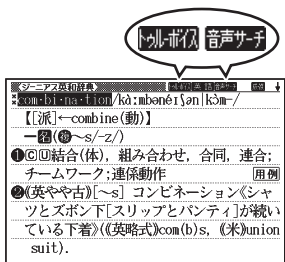 トゥルーボイス 音声サーチ
ジーニアス英和辞典
com·bi·na·tion/kɑ̀ːmbənéɪʃən|kɔ̀m-/
【[派]←combine(動)】
─名(複~s/-z/)
❶ⒸⓊ結合(体)，組み合わせ，合同，連合；
チームワーク;連係動作 用例
❷(英やや古)[~s] コンビネーション《シャ
ツとズボン下[スリップとパンティ]が続い
ている下着》(《英略式》com(b)s, 《米》union
suit).